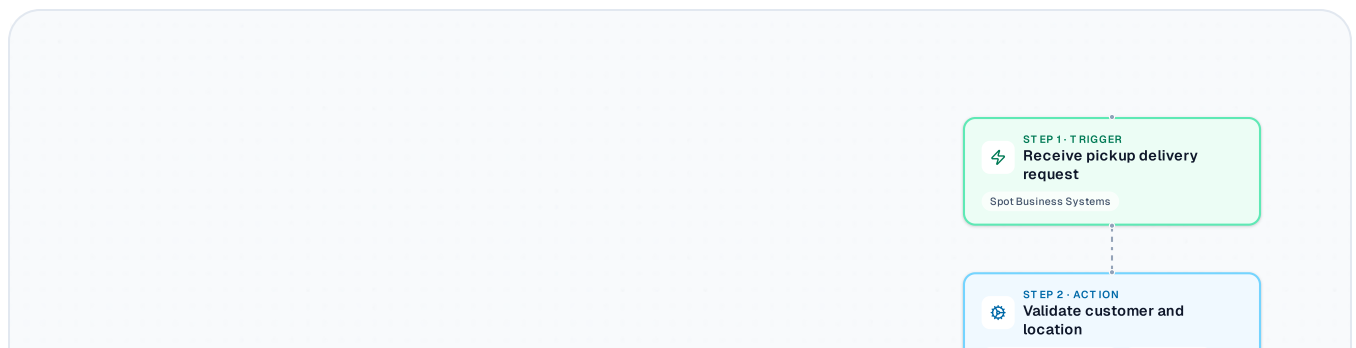 STEP 1 · TRIGGER
Receive pickup delivery
request
Spot Business Systems
STEP 2 · ACTION
Validate customer and
location